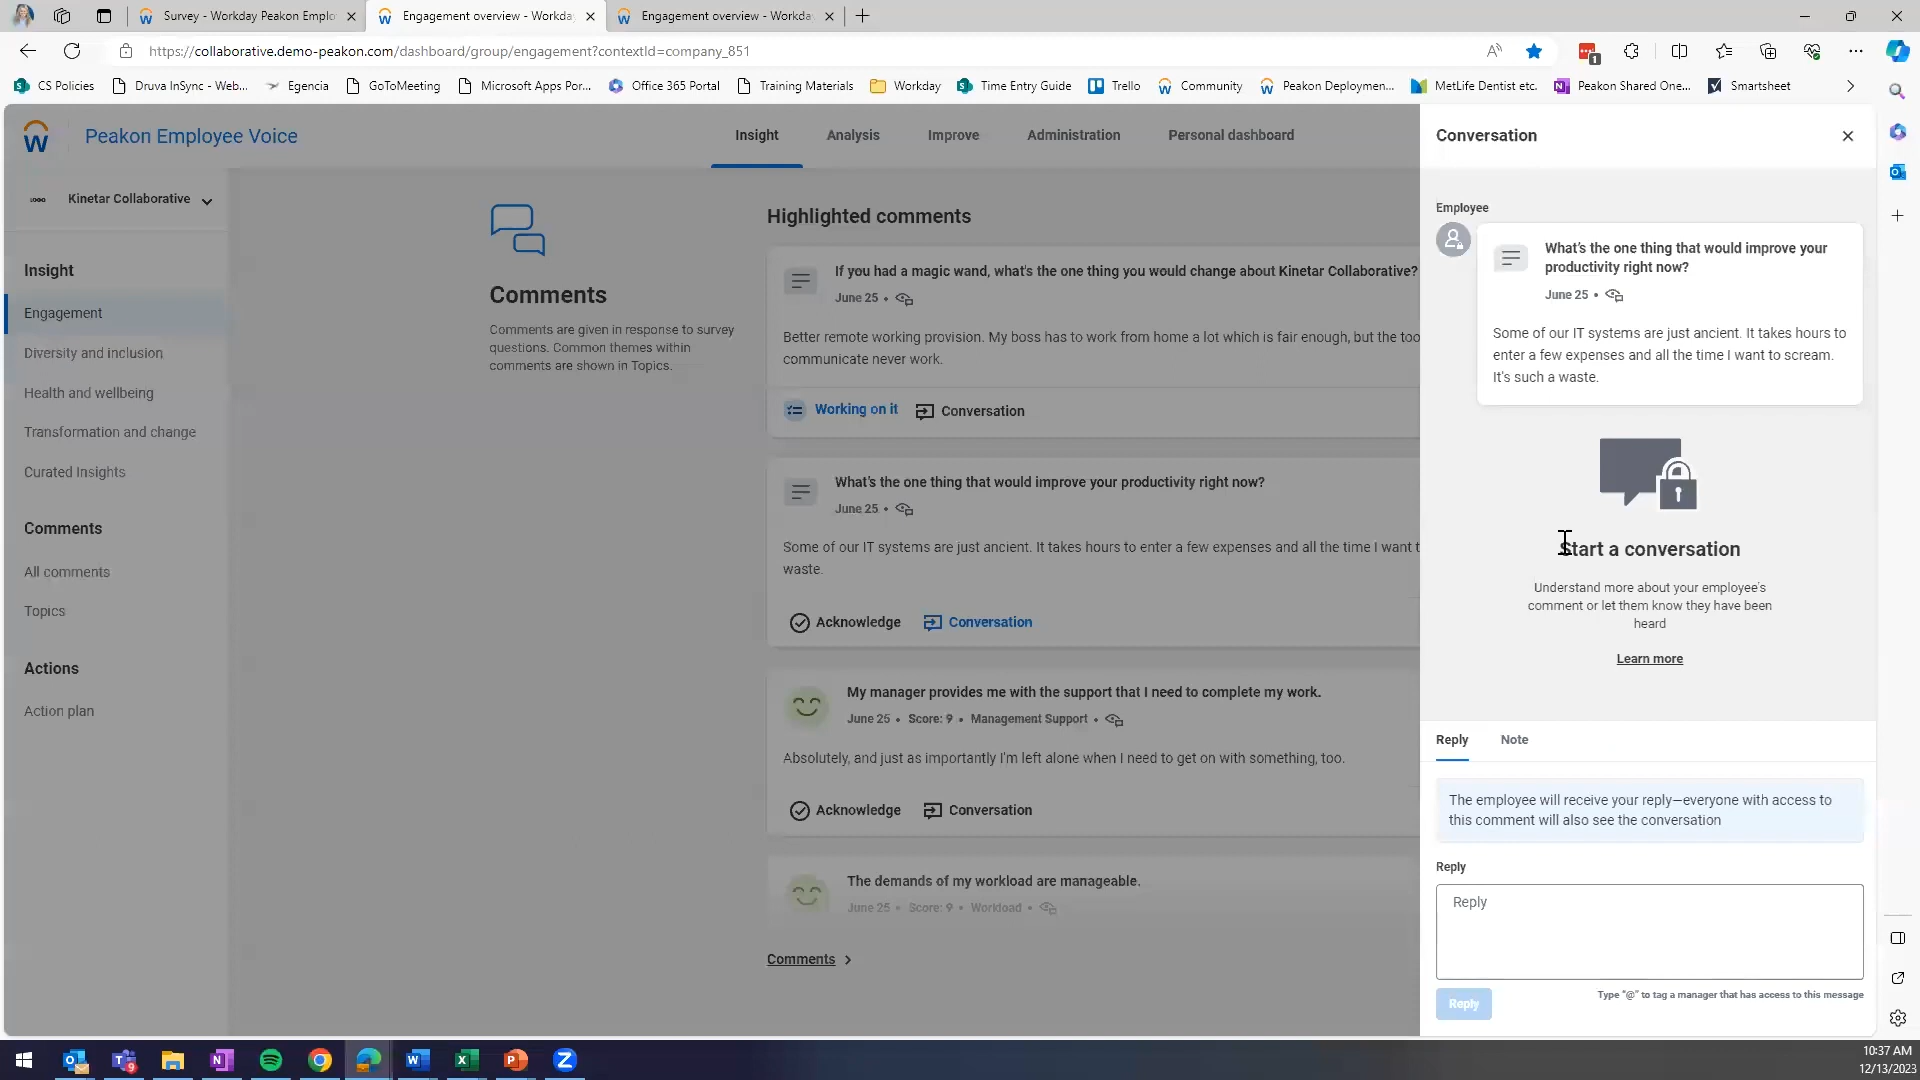 Survey - Workday Peakon Emplo
Engagement overview - Workda
Engagement overview - Workda
https://collaborative.demo-peakon.com/dashboard/group/engagement?contextId=company_851
1
CS Policies
Druva InSync - Web...
Egencia
GoToMeeting
Microsoft Apps Por...
Office 365 Portal
Training Materials
Workday
Time Entry Guide
Trello
Community
Peakon Deploymen...
MetLife Dentist etc.
Peakon Shared One...
Smartsheet
Peakon Employee Voice
Insight
Analysis
Improve
Administration
Personal dashboard
LOGO
Kinetar Collaborative
Insight
Engagement
Diversity and inclusion
Health and wellbeing
Transformation and change
Curated Insights
Comments
All comments
Topics
Actions
Action plan
Comments
Comments are given in response to survey
questions. Common themes within
comments are shown in Topics.
Highlighted comments
If you had a magic wand, what's the one thing you would change about Kinetar Collaborative?
June 25 •
Better remote working provision. My boss has to work from home a lot which is fair enough, but the too
communicate never work.
Working on it
Conversation
What's the one thing that would improve your productivity right now?
June 25 •
Some of our IT systems are just ancient. It takes hours to enter a few expenses and all the time I want t
waste.
Acknowledge
Conversation
My manager provides me with the support that I need to complete my work.
June 25 • Score: 9 • Management Support •
Absolutely, and just as importantly I'm left alone when I need to get on with something, too.
Acknowledge
Conversation
The demands of my workload are manageable.
June 25 • Score: 9 • Workload •
Comments >
Conversation
Employee
What's the one thing that would improve your
productivity right now?
June 25 •
Some of our IT systems are just ancient. It takes hours to
enter a few expenses and all the time I want to scream.
It's such a waste.
Start a conversation
Understand more about your employee's
comment or let them know they have been
heard
Learn more
Reply
Note
The employee will receive your reply—everyone with access to
this comment will also see the conversation
Reply
Reply
Type "@" to tag a manager that has access to this message
Reply
10:37 AM
12/13/2023